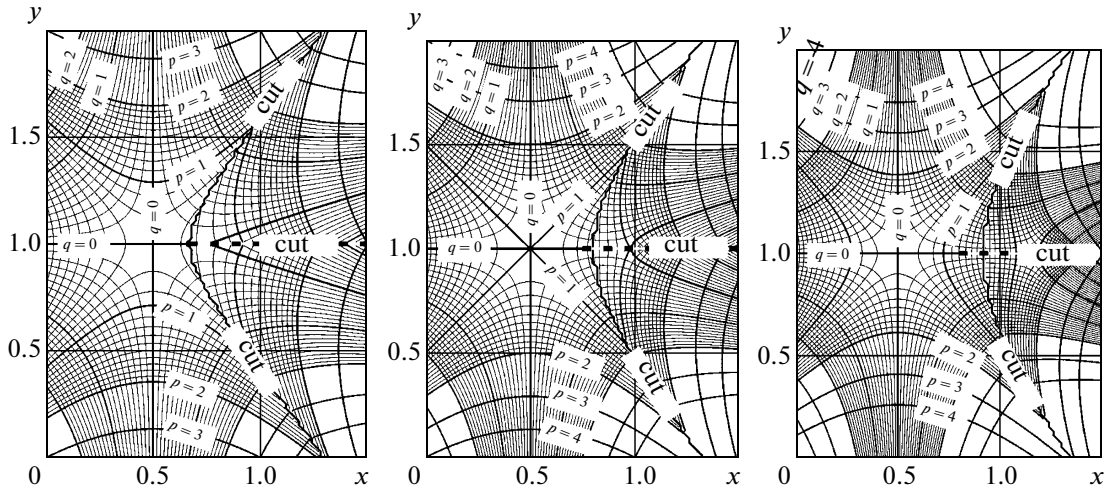 y
q = 2
q = 1
p = 3
p = 2
cut
1.5
p = 1
q = 0
1.0
q = 0
cut
p = 1
0.5
cut
p = 2
p = 3
0
0.5
1.0
x
y
q = 3
q = 2
q = 1
p = 4
p = 3
p = 2
cut
1.5
q = 0
p = 1
1.0
q = 0
cut
p = 1
0.5
cut
p = 2
p = 3
p = 4
0
0.5
1.0
x
y
q = 4
q = 3
q = 2
q = 1
p = 4
p = 3
p = 2
cut
1.5
q = 0
p = 1
1.0
q = 0
cut
0.5
p = 2
cut
p = 3
p = 4
0
0.5
1.0
x